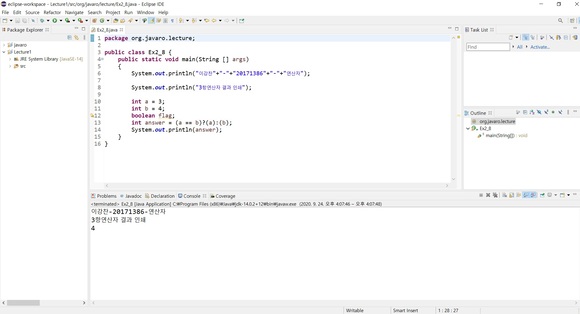 eclipse-workspace - Lecture1/src/org/javaro/lecture/Ex2_8.java - Eclipse IDE
File Edit Source Refactor Navigate Search Project Run Window Help
Package Explorer
javaro
Lecture1
JRE System Library [JavaSE-14]
src
Ex2_8.java
1 package org.javaro.lecture;
2
3 public class Ex2_8 {
4 public static void main(String [] args)
5 {
6 System.out.println("이강찬"+"-"+"20171386"+"-"+"연산자");
7
8 System.out.println("3항연산자 결과 인쇄");
9
10 int a = 3;
11 int b = 4;
12 boolean flag;
13 int answer = (a == b)?(a):(b);
14 System.out.println(answer);
15 }
16 }
Task List
Find
All
Activate...
Outline
org.javaro.lecture
Ex2_8
main(String[]) : void
Problems Javadoc Declaration Console Coverage
<terminated> Ex2_8 [Java Application] C:\Program Files (x86)\Java\jdk-14.0.2+12\bin\javaw.exe (2020. 9. 24. 오후 4:07:46 – 오후 4:07:48)
이강찬-20171386-연산자
3항연산자 결과 인쇄
4
Writable
Smart Insert
1 : 28 : 27